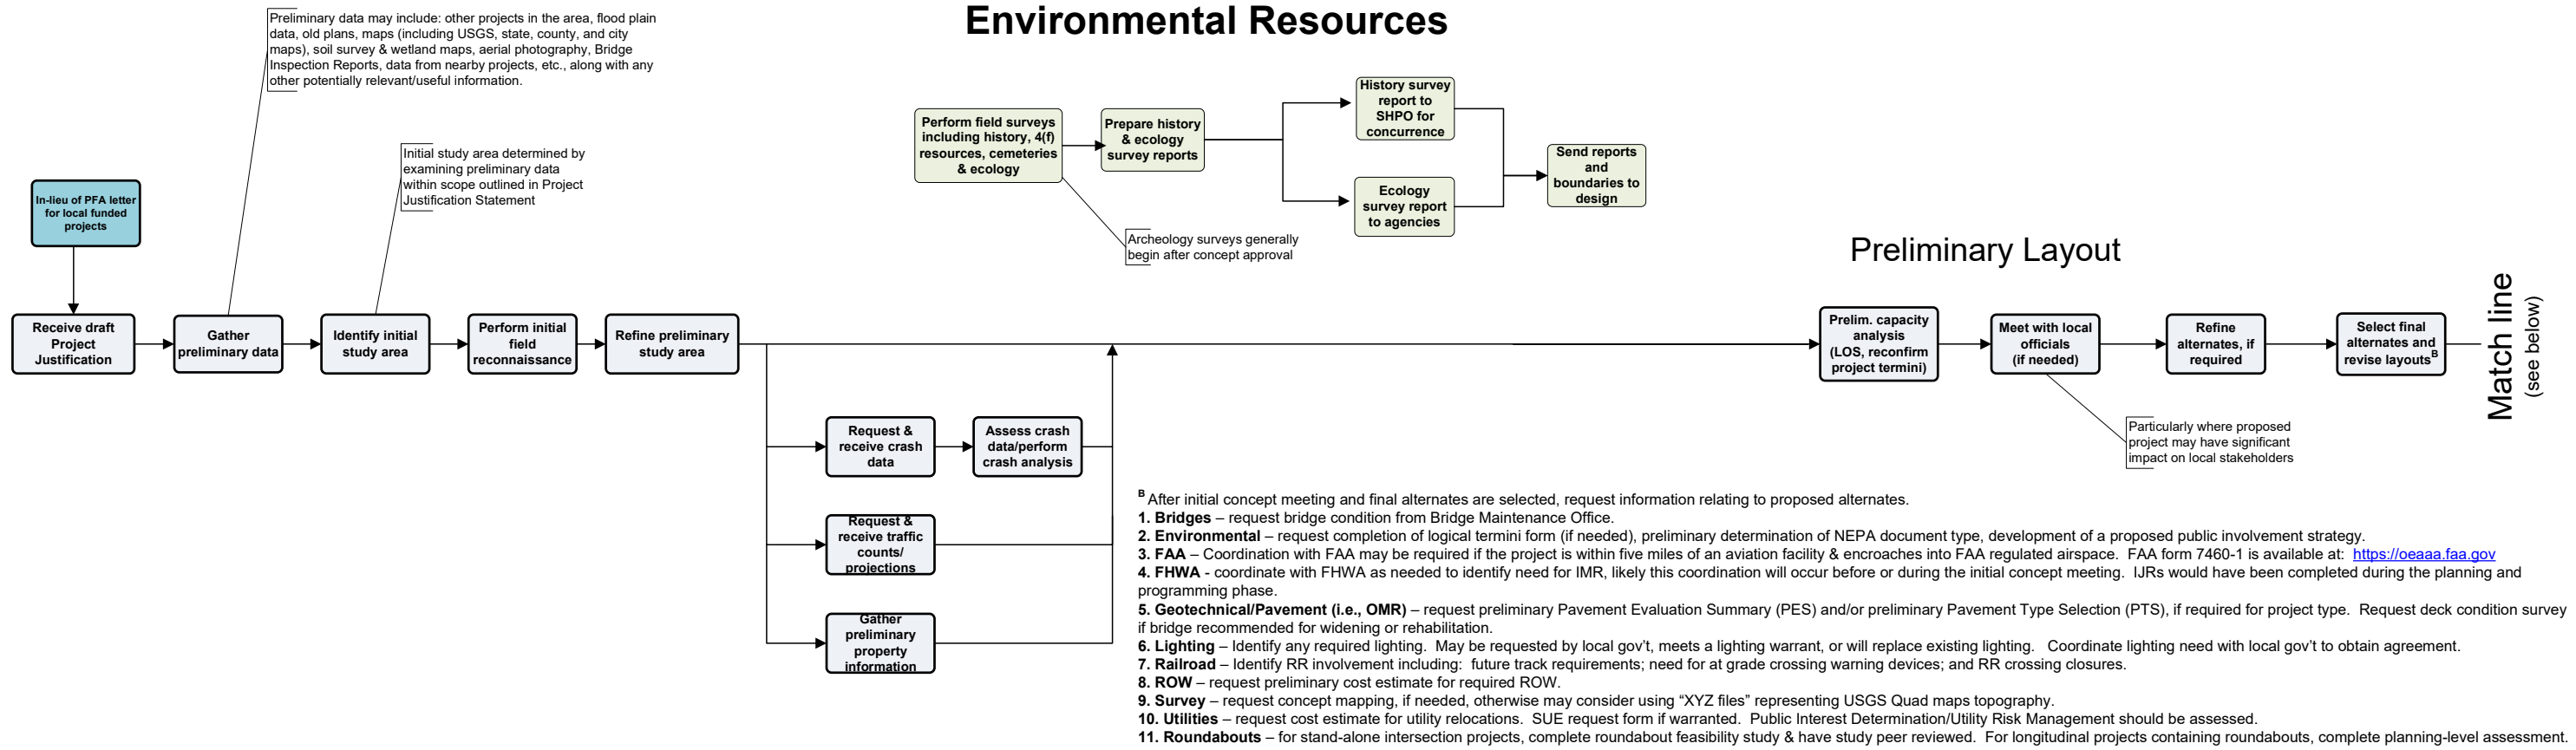 Environmental Resources
Preliminary data may include: other projects in the area, flood plain
data, old plans, maps (including USGS, state, county, and city
maps), soil survey & wetland maps, aerial photography, Bridge
Inspection Reports, data from nearby projects, etc., along with any
other potentially relevant/useful information.
Initial study area determined by
examining preliminary data
within scope outlined in Project
Justification Statement
Perform field surveys
including history, 4(f)
resources, cemeteries
& ecology
Prepare history
& ecology
survey reports
History survey
report to
SHPO for
concurrence
Ecology
survey report
to agencies
Send reports
and
boundaries to
design
Archeology surveys generally
begin after concept approval
In-lieu of PFA letter
for local funded
projects
Preliminary Layout
Receive draft
Project
Justification
Gather
preliminary data
Identify initial
study area
Perform initial
field
reconnaissance
Refine preliminary
study area
Prelim. capacity
analysis
(LOS, reconfirm
project termini)
Meet with local
officials
(if needed)
Refine
alternates, if
required
Select final
alternates and
revise layoutsB
Match line
(see below)
Request &
receive crash
data
Assess crash
data/perform
crash analysis
Request &
receive traffic
counts/
projections
Gather
preliminary
property
information
Particularly where proposed
project may have significant
impact on local stakeholders
B After initial concept meeting and final alternates are selected, request information relating to proposed alternates.
1. Bridges – request bridge condition from Bridge Maintenance Office.
2. Environmental – request completion of logical termini form (if needed), preliminary determination of NEPA document type, development of a proposed public involvement strategy.
3. FAA – Coordination with FAA may be required if the project is within five miles of an aviation facility & encroaches into FAA regulated airspace. FAA form 7460-1 is available at: https://oeaaa.faa.gov
4. FHWA - coordinate with FHWA as needed to identify need for IMR, likely this coordination will occur before or during the initial concept meeting. IJRs would have been completed during the planning and
programming phase.
5. Geotechnical/Pavement (i.e., OMR) – request preliminary Pavement Evaluation Summary (PES) and/or preliminary Pavement Type Selection (PTS), if required for project type. Request deck condition survey
if bridge recommended for widening or rehabilitation.
6. Lighting – Identify any required lighting. May be requested by local gov’t, meets a lighting warrant, or will replace existing lighting. Coordinate lighting need with local gov’t to obtain agreement.
7. Railroad – Identify RR involvement including: future track requirements; need for at grade crossing warning devices; and RR crossing closures.
8. ROW – request preliminary cost estimate for required ROW.
9. Survey – request concept mapping, if needed, otherwise may consider using “XYZ files” representing USGS Quad maps topography.
10. Utilities – request cost estimate for utility relocations. SUE request form if warranted. Public Interest Determination/Utility Risk Management should be assessed.
11. Roundabouts – for stand-alone intersection projects, complete roundabout feasibility study & have study peer reviewed. For longitudinal projects containing roundabouts, complete planning-level assessment.